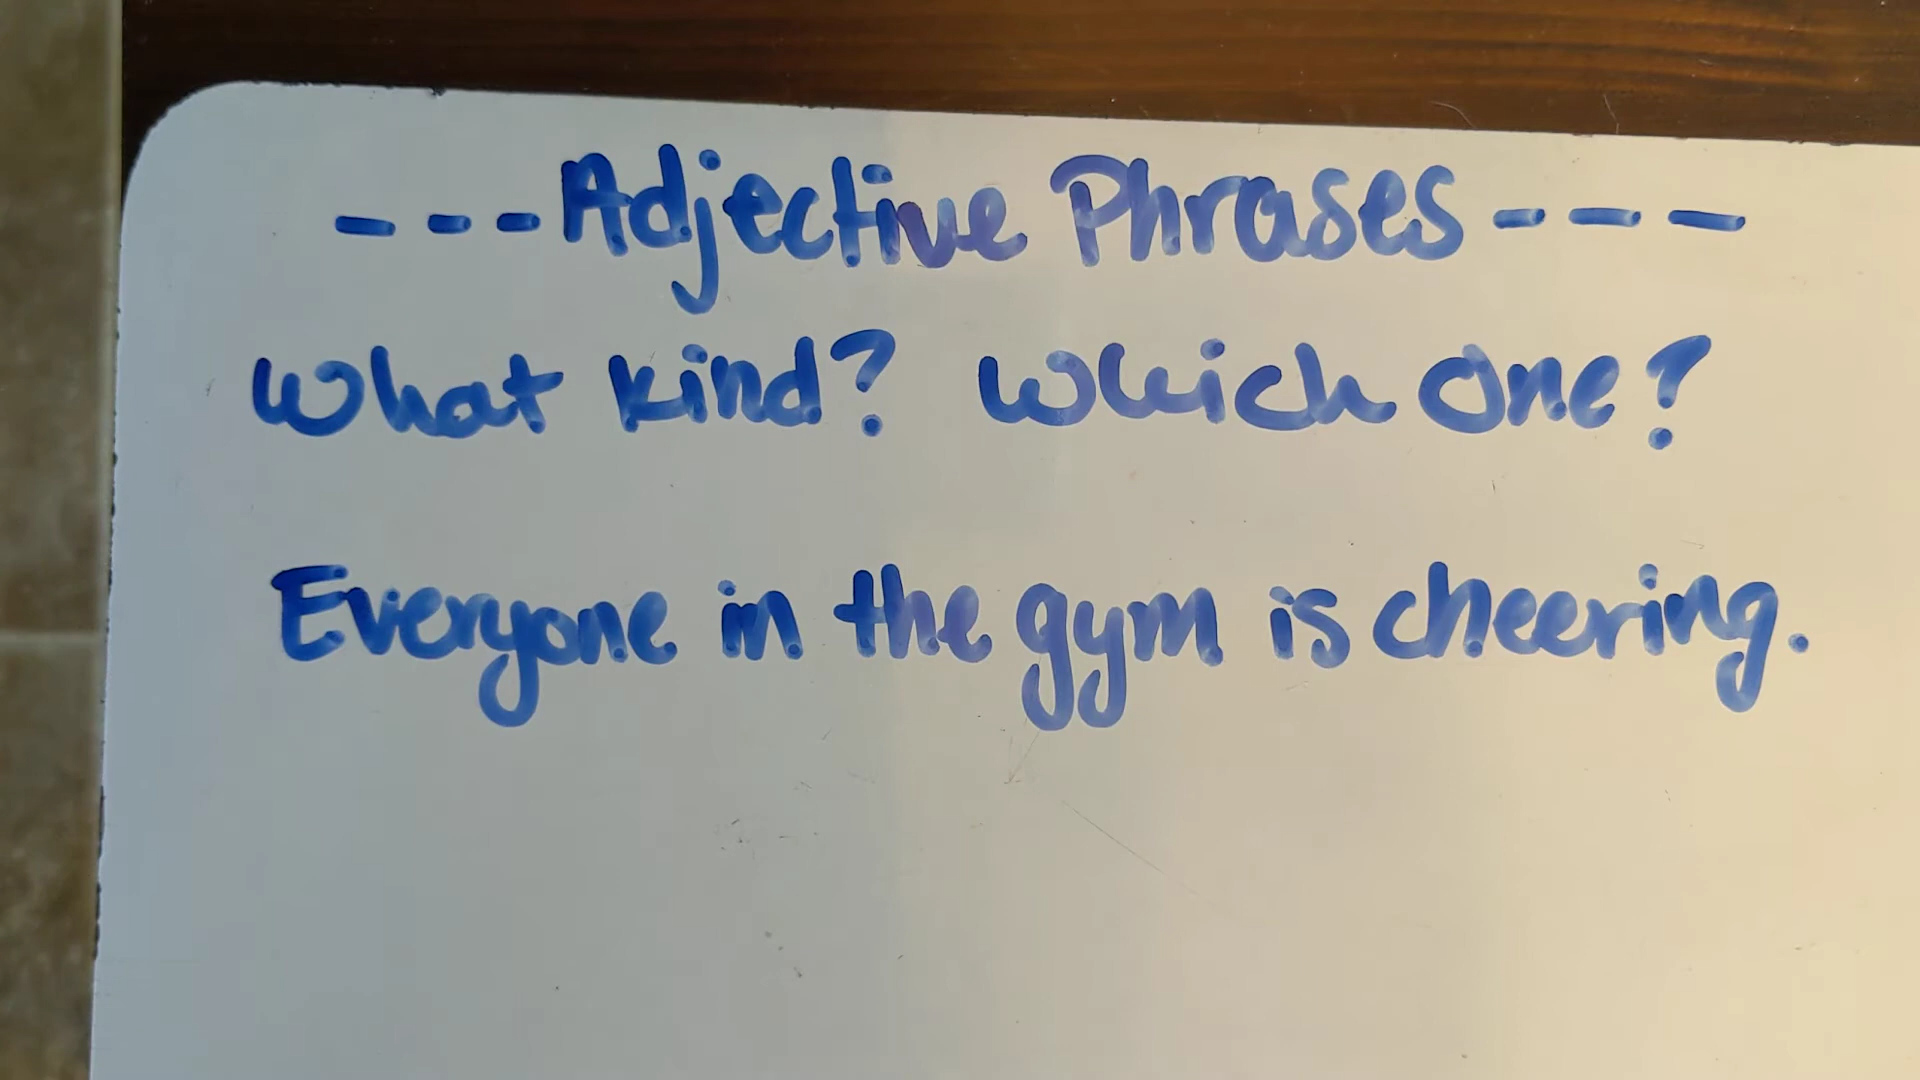 ---Adjective Phrases---
What kind? Which one?
Everyone in the gym is cheering.